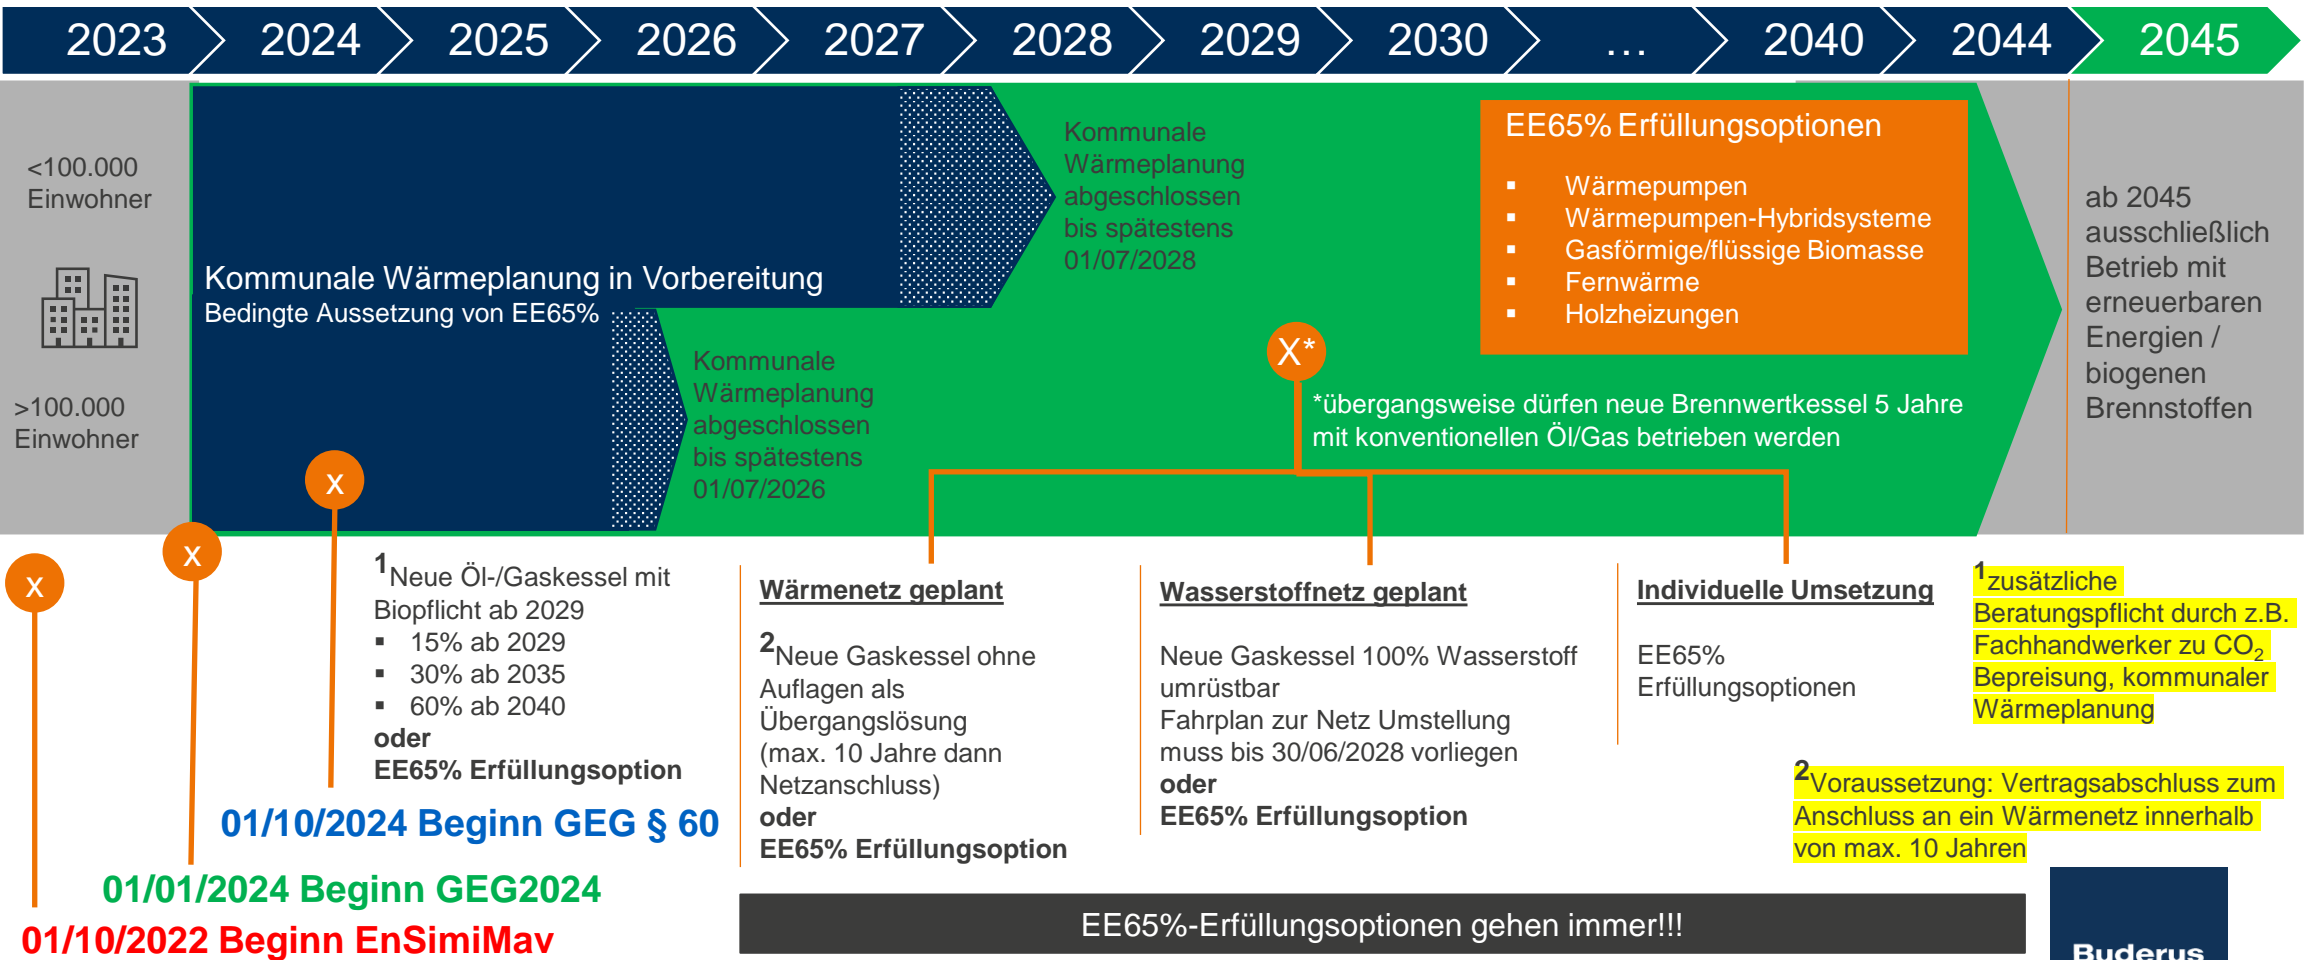 2023
2024
2025
2026
2027
2028
2029
2030
...
2040
2044
2045
<100.000
Einwohner
>100.000
Einwohner
Kommunale Wärmeplanung in Vorbereitung
Bedingte Aussetzung von EE65%
Kommunale
Wärmeplanung
abgeschlossen
bis spätestens
01/07/2028
Kommunale
Wärmeplanung
abgeschlossen
bis spätestens
01/07/2026
EE65% Erfüllungsoptionen
▪ Wärmepumpen
▪ Wärmepumpen-Hybridsysteme
▪ Gasförmige/flüssige Biomasse
▪ Fernwärme
▪ Holzheizungen
X*
*übergangsweise dürfen neue Brennwertkessel 5 Jahre
mit konventionellen Öl/Gas betrieben werden
ab 2045
ausschließlich
Betrieb mit
erneuerbaren
Energien /
biogenen
Brennstoffen
x
x
x
1Neue Öl-/Gaskessel mit
Biopflicht ab 2029
▪ 15% ab 2029
▪ 30% ab 2035
▪ 60% ab 2040
oder
EE65% Erfüllungsoption
01/10/2024 Beginn GEG § 60
01/01/2024 Beginn GEG2024
01/10/2022 Beginn EnSimiMav
Wärmenetz geplant
2Neue Gaskessel ohne
Auflagen als
Übergangslösung
(max. 10 Jahre dann
Netzanschluss)
oder
EE65% Erfüllungsoption
Wasserstoffnetz geplant
Neue Gaskessel 100% Wasserstoff
umrüstbar
Fahrplan zur Netz Umstellung
muss bis 30/06/2028 vorliegen
oder
EE65% Erfüllungsoption
Individuelle Umsetzung
EE65%
Erfüllungsoptionen
1zusätzliche
Beratungspflicht durch z.B.
Fachhandwerker zu CO2
Bepreisung, kommunaler
Wärmeplanung
2Voraussetzung: Vertragsabschluss zum
Anschluss an ein Wärmenetz innerhalb
von max. 10 Jahren
EE65%-Erfüllungsoptionen gehen immer!!!
Buderus